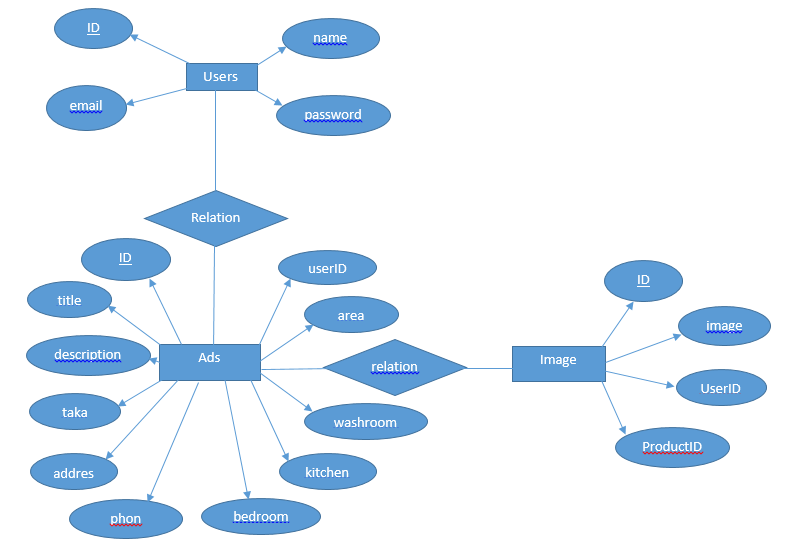 ID
name
Users
email
password
Relation
ID
userID
title
area
ID
image
description
Ads
relation
Image
UserID
taka
washroom
ProductID
addres
kitchen
phon
bedroom